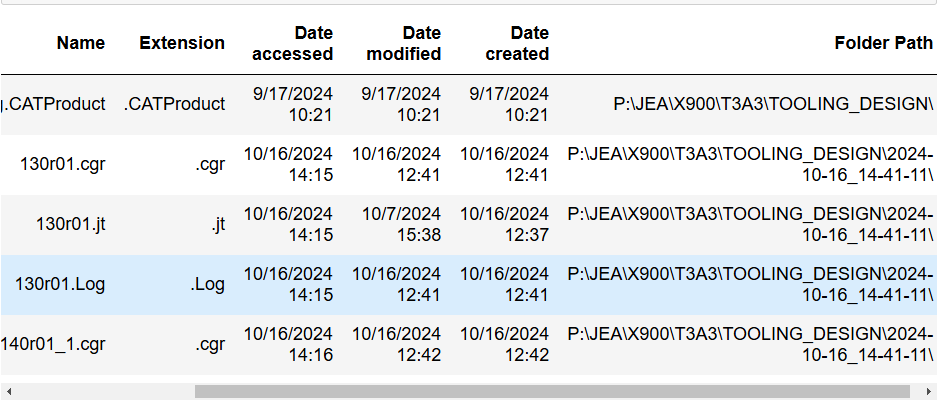 Name Extension Date accessed Date modified Date created Folder Path
.CATProduct .CATProduct 9/17/2024 10:21 9/17/2024 10:21 9/17/2024 10:21 P:\JEA\X900\T3A3\TOOLING_DESIGN\
130r01.cgr .cgr 10/16/2024 14:15 10/16/2024 12:41 10/16/2024 12:41 P:\JEA\X900\T3A3\TOOLING_DESIGN\2024-10-16_14-41-11\
130r01.jt .jt 10/16/2024 14:15 10/7/2024 15:38 10/16/2024 12:37 P:\JEA\X900\T3A3\TOOLING_DESIGN\2024-10-16_14-41-11\
130r01.Log .Log 10/16/2024 14:15 10/16/2024 12:41 10/16/2024 12:41 P:\JEA\X900\T3A3\TOOLING_DESIGN\2024-10-16_14-41-11\
140r01_1.cgr .cgr 10/16/2024 14:16 10/16/2024 12:42 10/16/2024 12:42 P:\JEA\X900\T3A3\TOOLING_DESIGN\2024-10-16_14-41-11\